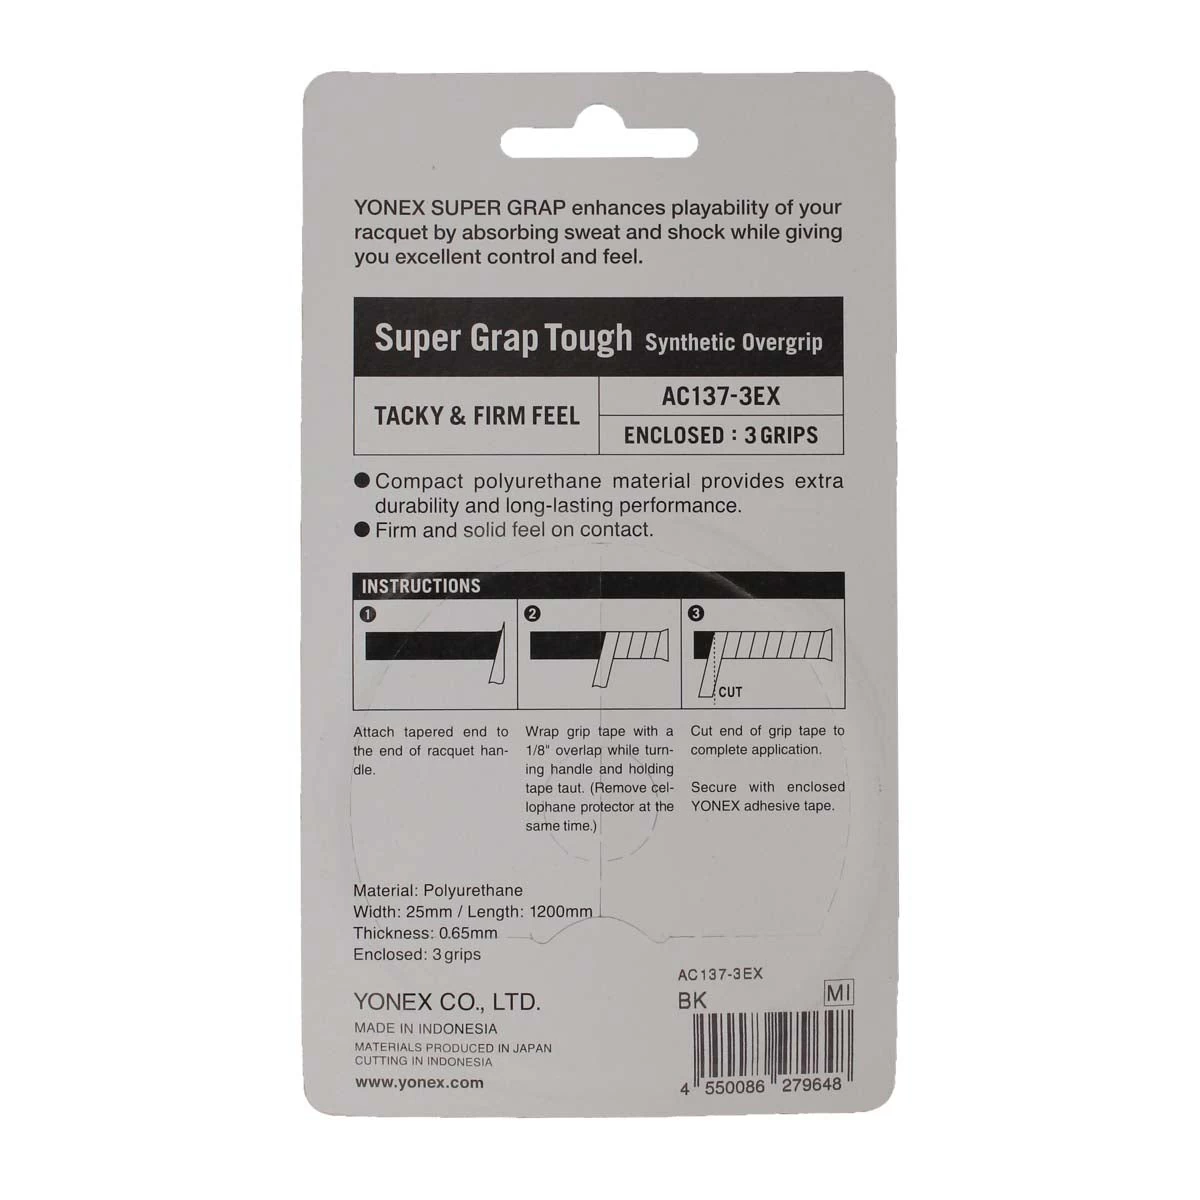 YONEX SUPER GRAP enhances playability of your
racquet by absorbing sweat and shock while giving
you excellent control and feel.
Super Grap Tough Synthetic Overgrip
TACKY & FIRM FEEL
AC137-3EX
ENCLOSED : 3 GRIPS
● Compact polyurethane material provides extra
durability and long-lasting performance.
● Firm and solid feel on contact.
INSTRUCTIONS
1
2
3
CUT
Attach tapered end to
the end of racquet han-
dle.
Wrap grip tape with a
1/8" overlap while turn-
ing handle and holding
tape taut. (Remove cel-
lophane protector at the
same time.)
Cut end of grip tape to
complete application.
Secure with enclosed
YONEX adhesive tape.
Material: Polyurethane
Width: 25mm / Length: 1200mm
Thickness: 0.65mm
Enclosed: 3 grips
YONEX CO., LTD.
MADE IN INDONESIA
MATERIALS PRODUCED IN JAPAN
CUTTING IN INDONESIA
www.yonex.com
AC137-3EX
BK
MI
4 550086 279648